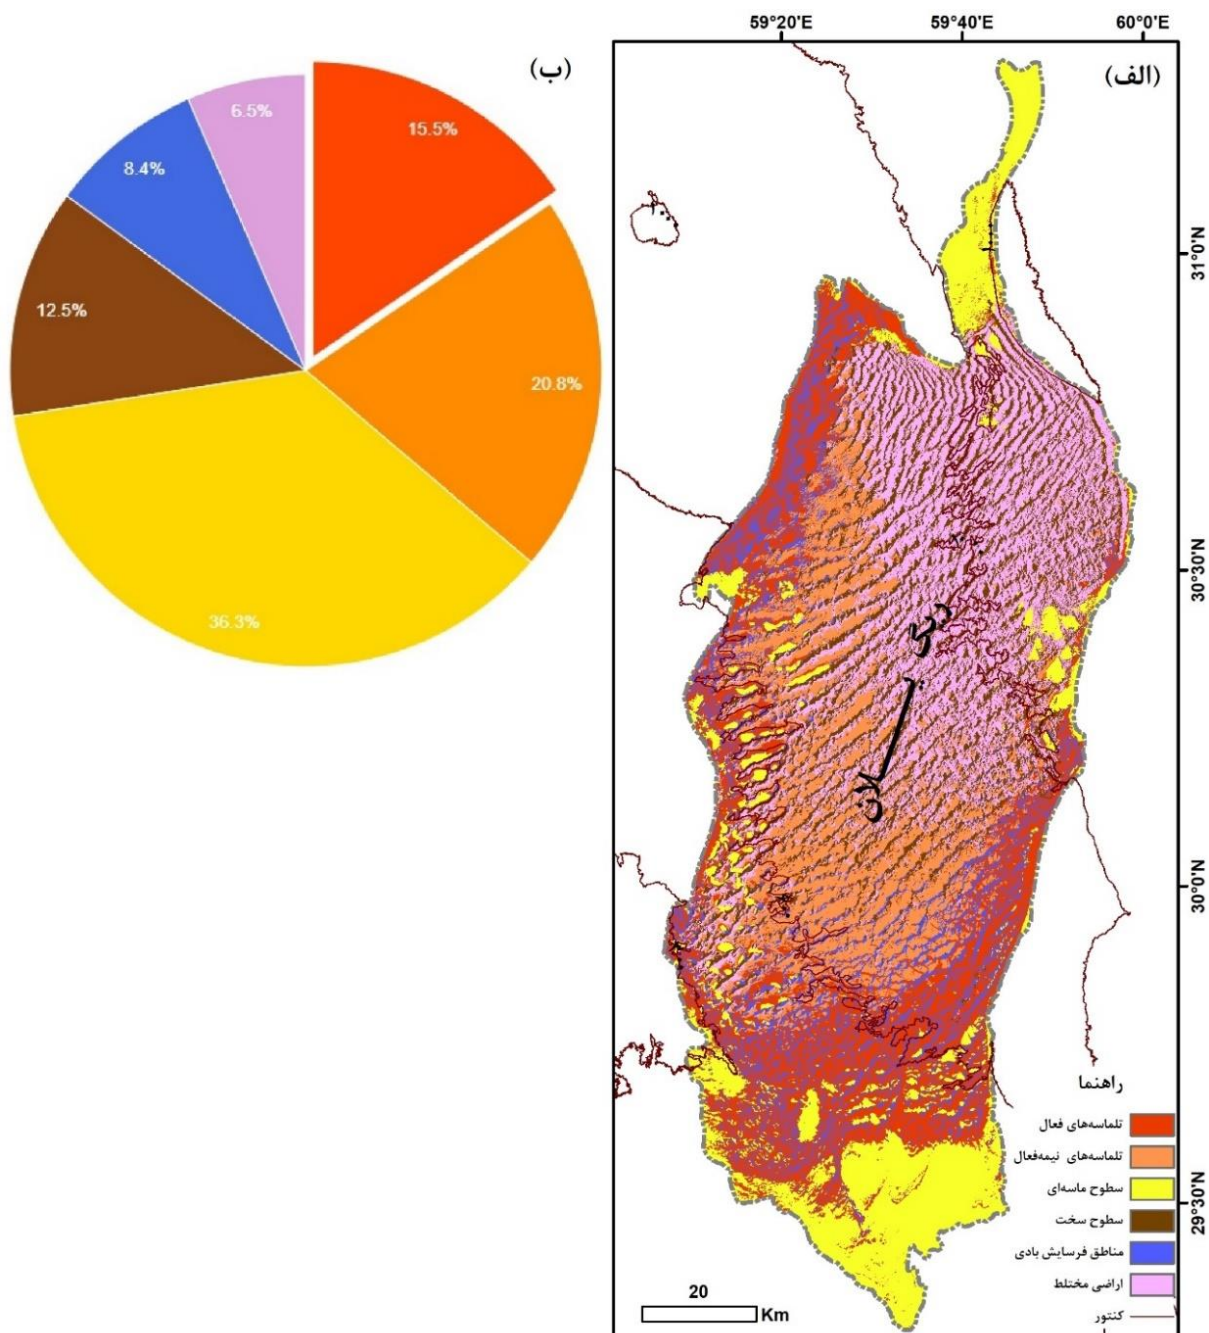 (ب)
6.5%
15.5%
8.4%
12.5%
20.8%
36.3%
59°20'E 59°40'E 60°0'E
(الف)
31°0'N
30°30'N
30°0'N
29°30'N
ریگ یلان
راهنما
تلماسه‌های فعال
تلماسه‌های نیمه‌فعال
سطوح ماسه‌ای
سطوح سخت
مناطق فرسایش بادی
اراضی مختلط
کنتور
20
Km